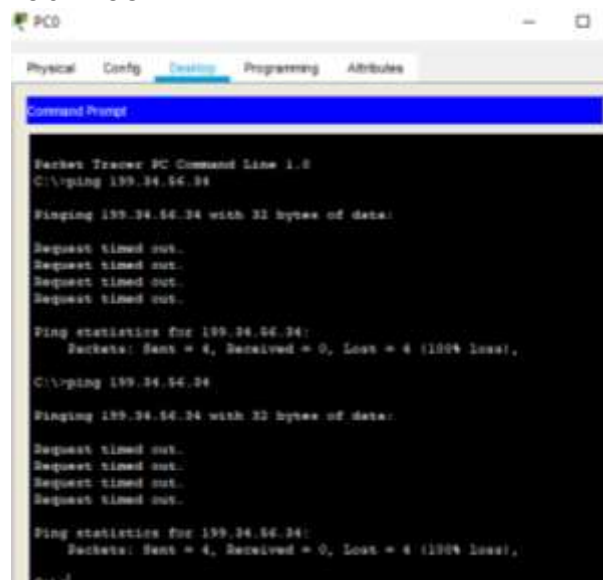 PC0
Physical Config Desktop Programming Attributes
Command Prompt
Packet Tracer PC Command Line 1.0
C:\>ping 199.34.56.34
Pinging 199.34.56.34 with 32 bytes of data:
Request timed out.
Request timed out.
Request timed out.
Request timed out.
Ping statistics for 199.34.56.34:
Packets: Sent = 4, Received = 0, Lost = 4 (100% loss),
C:\>ping 199.34.56.34
Pinging 199.34.56.34 with 32 bytes of data:
Request timed out.
Request timed out.
Request timed out.
Request timed out.
Ping statistics for 199.34.56.34:
Packets: Sent = 4, Received = 0, Lost = 4 (100% loss),